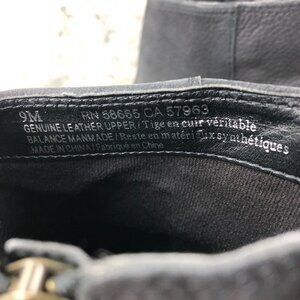 9M RN 56655 CA 57963
GENUINE LEATHER UPPER / Tige en cuir véritable
BALANCE MANMADE / Reste en matériaux synthétiques
MADE IN CHINA / Fabriqué en Chine